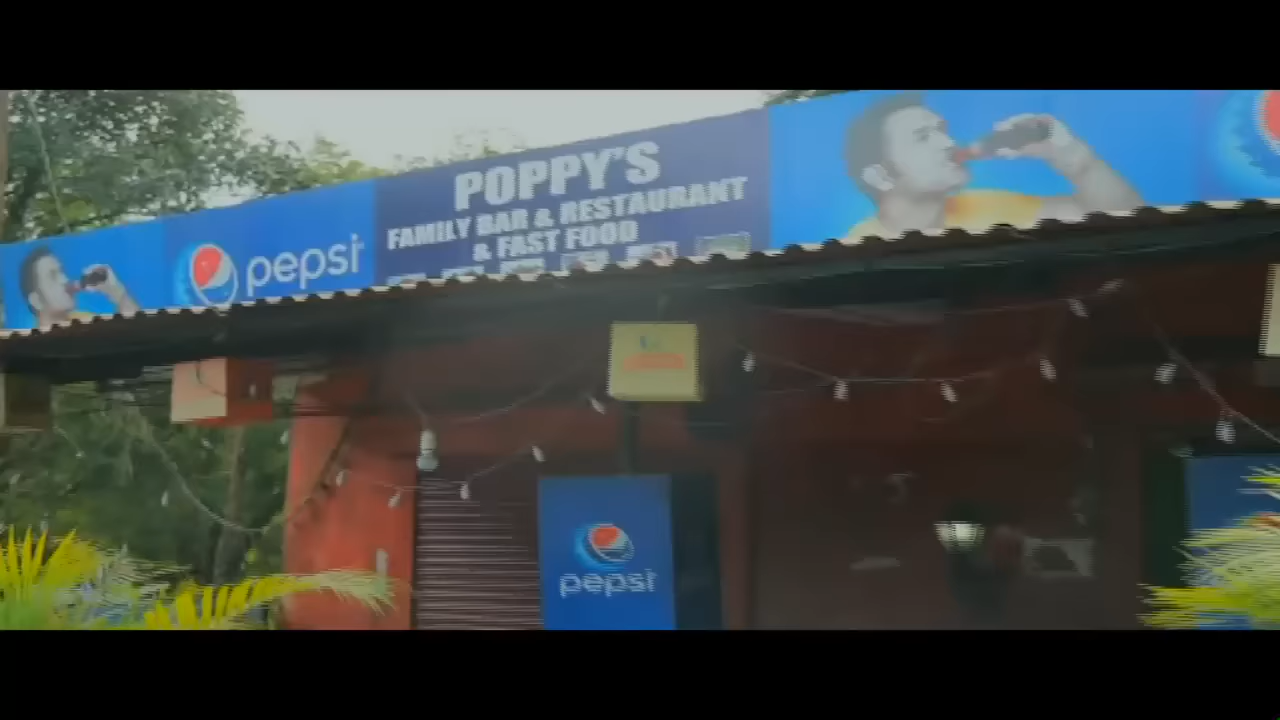 POPPY'S
FAMILY BAR & RESTAURANT
& FAST FOOD
pepsi
pepsi